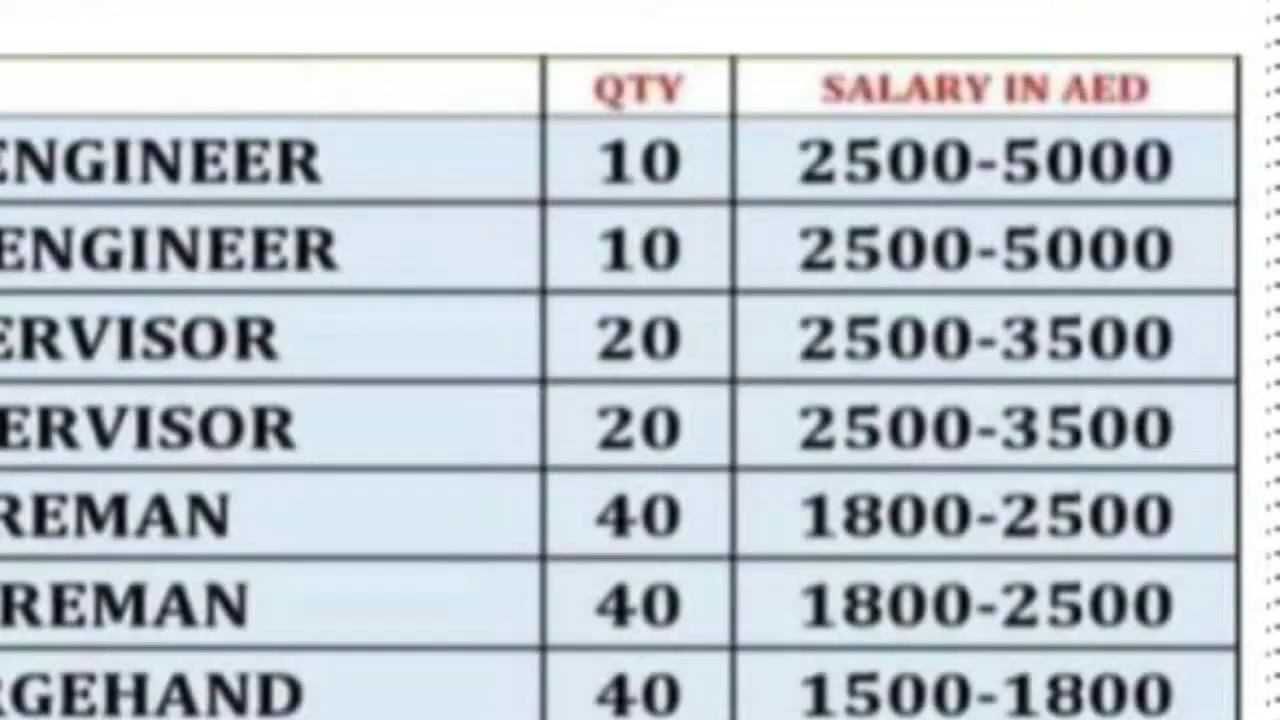 QTY SALARY IN AED
ENGINEER 10 2500-5000
ENGINEER 10 2500-5000
ERVISOR 20 2500-3500
ERVISOR 20 2500-3500
REMAN 40 1800-2500
REMAN 40 1800-2500
RGEHAND 40 1500-1800